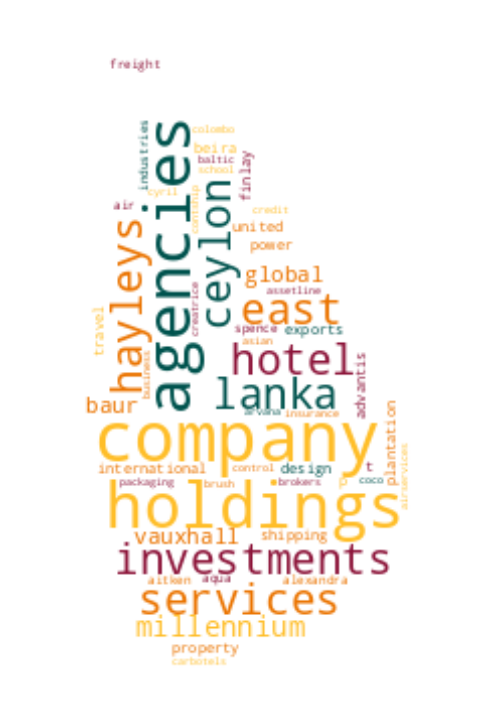 freight
industries
agencies
colombo
beira
baltic
school
finlay
cyril
air
ceylon
credit
hayleys
united
power
global
assetline
creatrice
east
travel
spence
exports
asian
hotel
business
advantis
lanka
baur
arvana
insurance
plantation
company
international
control
design
t
packaging
brush
brokers
coco
airservices
holdings
vauxhall
shipping
investments
aitken
aqua
alexandra
services
millennium
property
carbotels